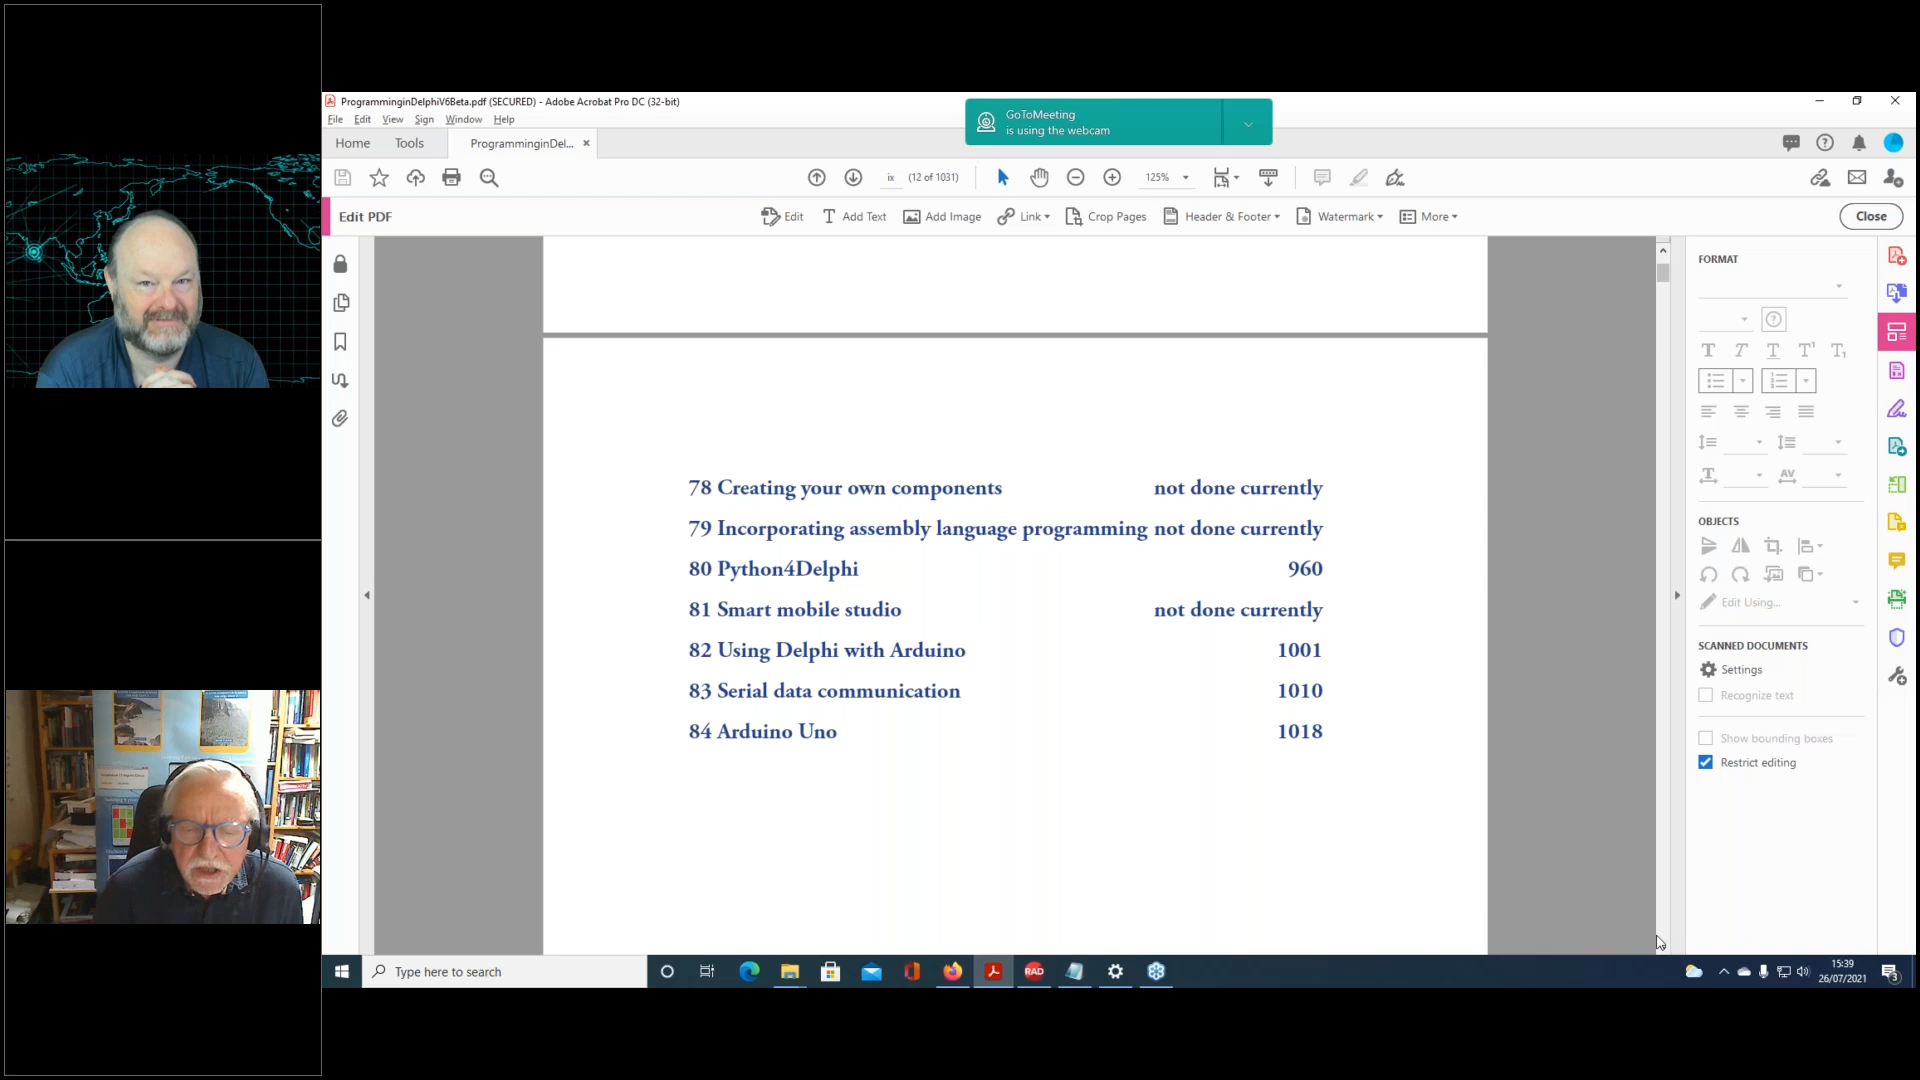 ProgramminginDelphiV6Beta.pdf (SECURED) - Adobe Acrobat Pro DC (32-bit)
File Edit View Sign Window Help
GoToMeeting
is using the webcam
Home Tools ProgramminginDel... ×
ix (12 of 1031) 125%
Edit PDF
Edit Add Text Add Image Link Crop Pages Header & Footer Watermark More Close
FORMAT
78 Creating your own components not done currently
79 Incorporating assembly language programming not done currently
80 Python4Delphi 960
81 Smart mobile studio not done currently
82 Using Delphi with Arduino 1001
83 Serial data communication 1010
84 Arduino Uno 1018
OBJECTS
Edit Using...
SCANNED DOCUMENTS
Settings
Recognize text
Show bounding boxes
Restrict editing
Type here to search
RAD
15:39
26/07/2021
3